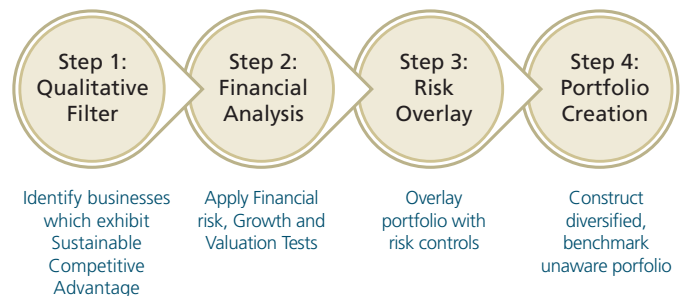 Step 1:
Qualitative
Filter
Step 2:
Financial
Analysis
Step 3:
Risk
Overlay
Step 4:
Portfolio
Creation
Identify businesses
which exhibit
Sustainable
Competitive
Advantage
Apply Financial
risk, Growth and
Valuation Tests
Overlay
portfolio with
risk controls
Construct
diversified,
benchmark
unaware porfolio